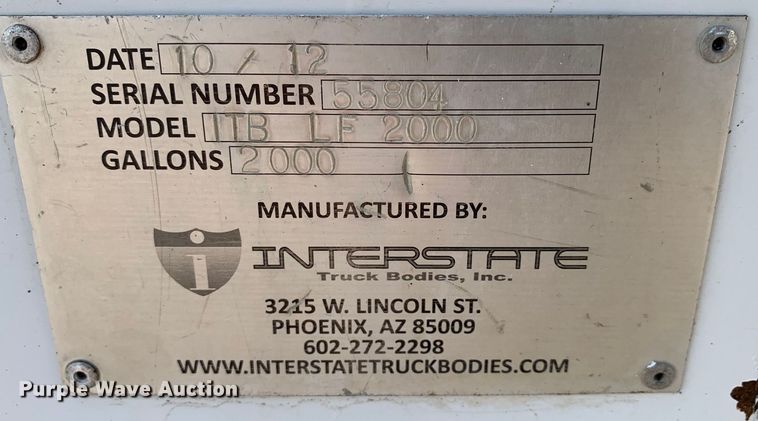 DATE 10 / 12
SERIAL NUMBER 55804
MODEL ITB LF 2000
GALLONS 2000
MANUFACTURED BY:
i INTERSTATE
Truck Bodies, Inc.
3215 W. LINCOLN ST.
PHOENIX, AZ 85009
602-272-2298
WWW.INTERSTATETRUCKBODIES.COM
Purple Wave Auction